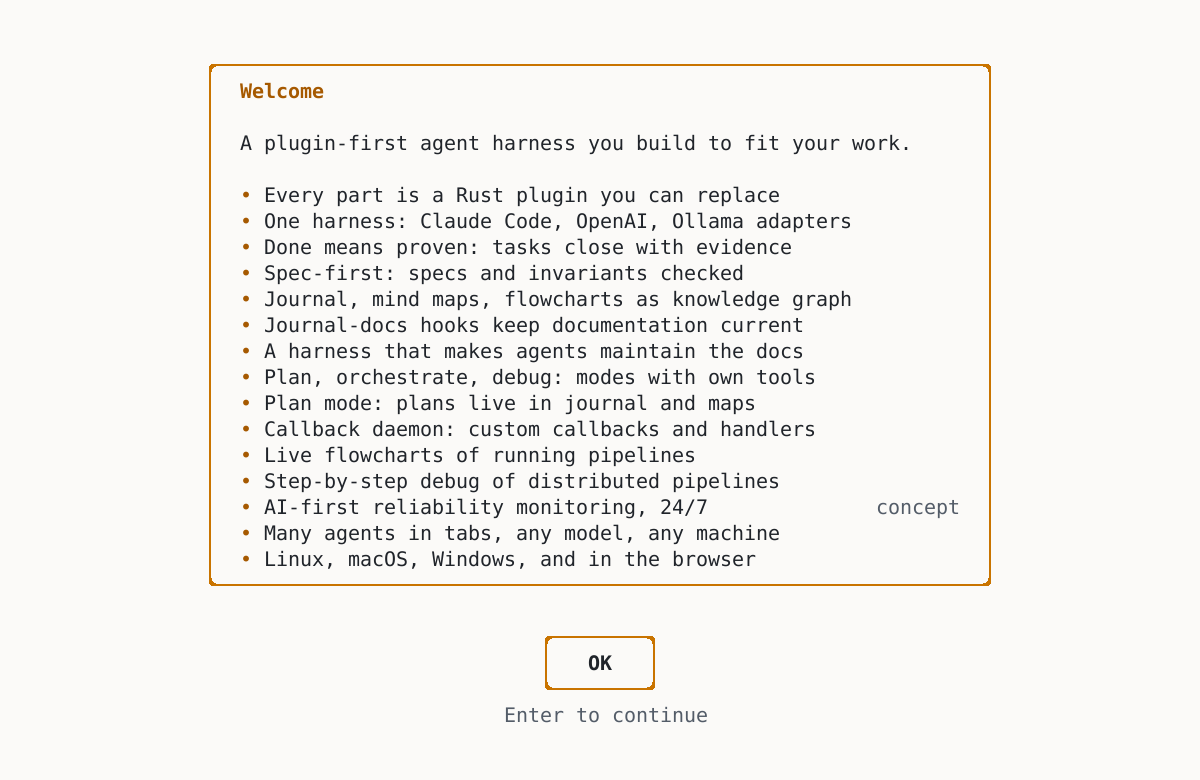 Welcome
A plugin-first agent harness you build to fit your work.
• Every part is a Rust plugin you can replace
• One harness: Claude Code, OpenAI, Ollama adapters
• Done means proven: tasks close with evidence
• Spec-first: specs and invariants checked
• Journal, mind maps, flowcharts as knowledge graph
• Journal-docs hooks keep documentation current
• A harness that makes agents maintain the docs
• Plan, orchestrate, debug: modes with own tools
• Plan mode: plans live in journal and maps
• Callback daemon: custom callbacks and handlers
• Live flowcharts of running pipelines
• Step-by-step debug of distributed pipelines
• AI-first reliability monitoring, 24/7 concept
• Many agents in tabs, any model, any machine
• Linux, macOS, Windows, and in the browser
OK
Enter to continue